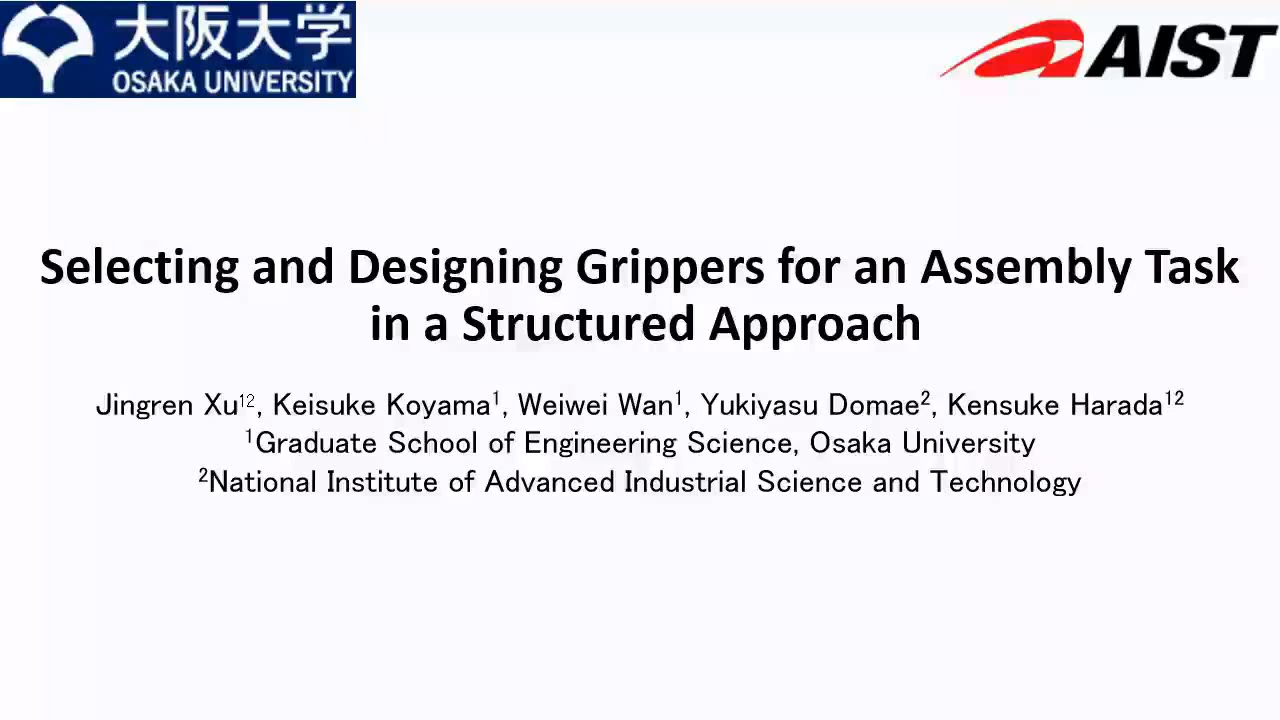 大阪大学
OSAKA UNIVERSITY
AIST
Selecting and Designing Grippers for an Assembly Task
in a Structured Approach
Jingren Xu¹², Keisuke Koyama¹, Weiwei Wan¹, Yukiyasu Domae², Kensuke Harada¹²
¹Graduate School of Engineering Science, Osaka University
²National Institute of Advanced Industrial Science and Technology